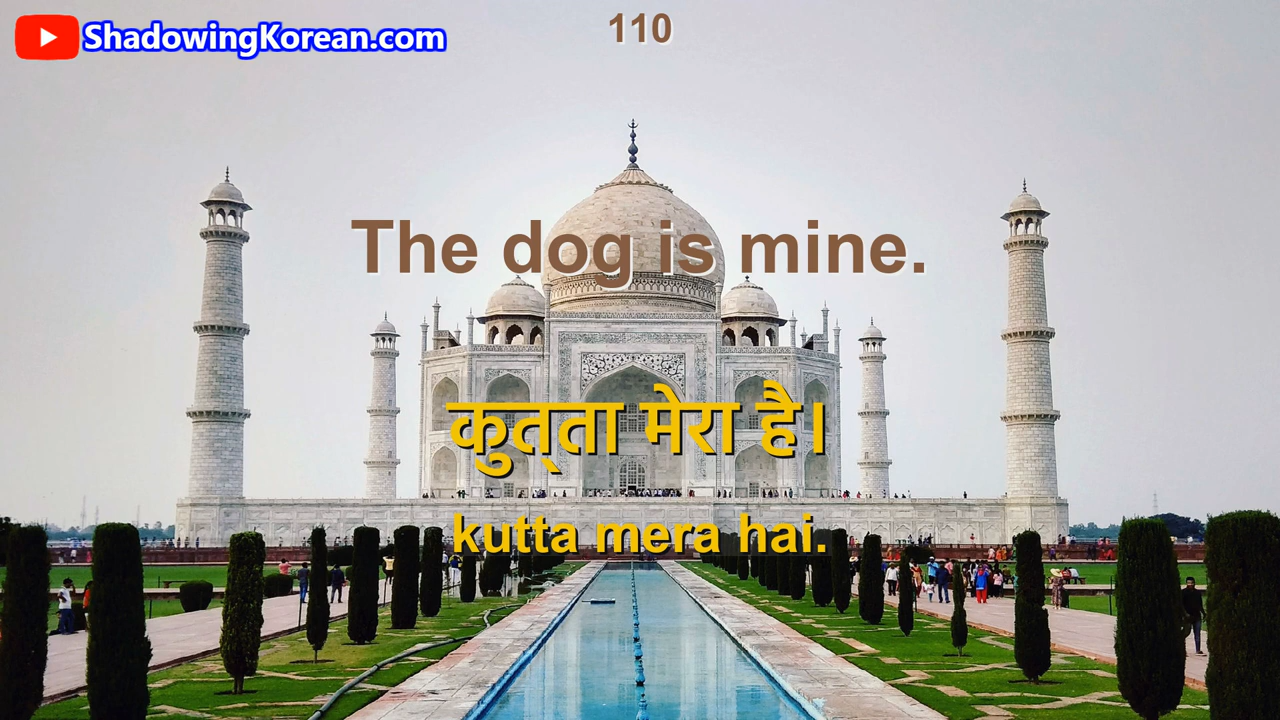 ShadowingKorean.com
110
The dog is mine.
कुत्‌ता मेरा है।
kutta mera hai.